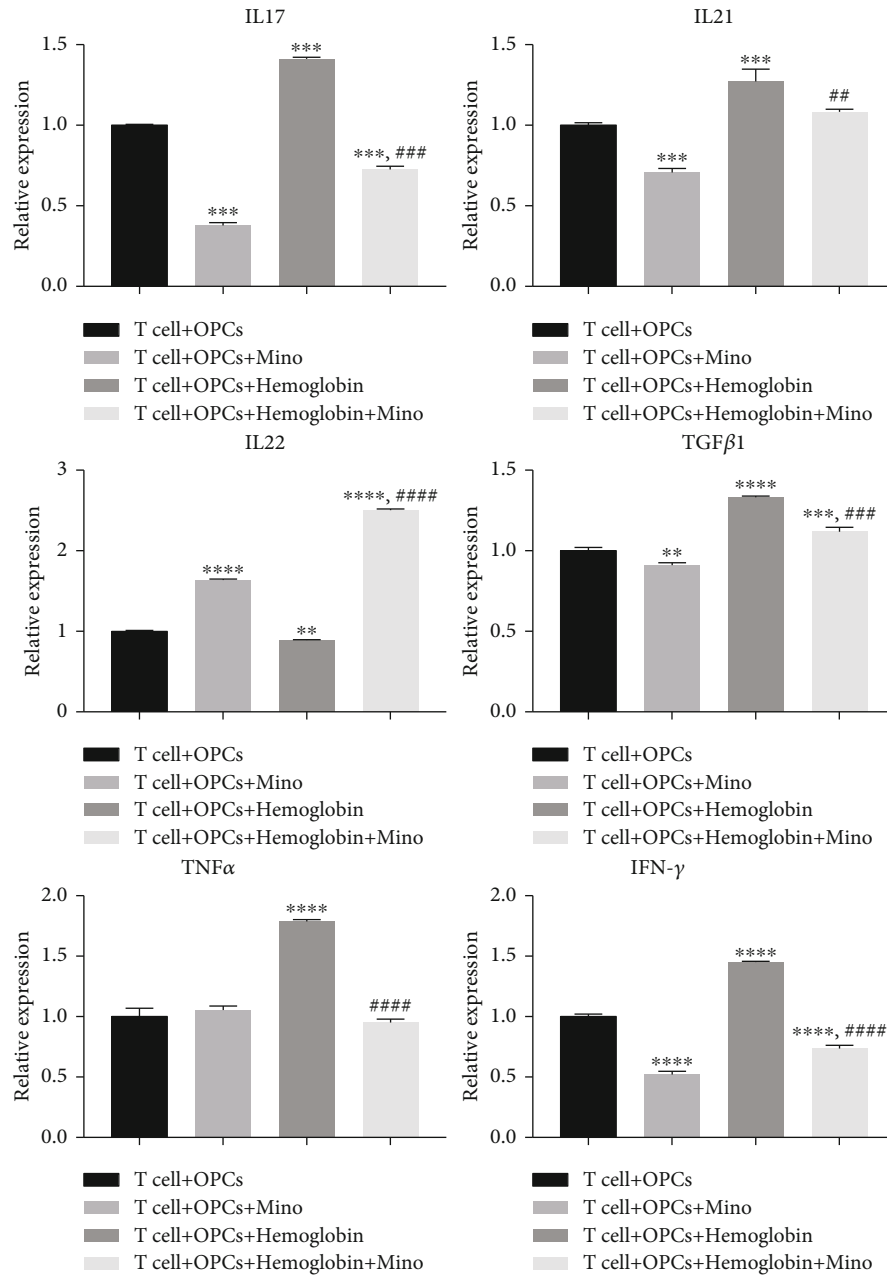 IL17
Relative expression
1.5
1.0
0.5
0.0
***
***
***
***, ###
T cell+OPCs
T cell+OPCs+Mino
T cell+OPCs+Hemoglobin
T cell+OPCs+Hemoglobin+Mino
IL21
Relative expression
1.5
1.0
0.5
0.0
***
***
##
T cell+OPCs
T cell+OPCs+Mino
T cell+OPCs+Hemoglobin
T cell+OPCs+Hemoglobin+Mino
IL22
Relative expression
3
2
1
0
****
**
****, ####
T cell+OPCs
T cell+OPCs+Mino
T cell+OPCs+Hemoglobin
T cell+OPCs+Hemoglobin+Mino
TGFβ1
Relative expression
1.5
1.0
0.5
0.0
**
****
***, ###
T cell+OPCs
T cell+OPCs+Mino
T cell+OPCs+Hemoglobin
T cell+OPCs+Hemoglobin+Mino
TNFα
Relative expression
2.0
1.5
1.0
0.5
0.0
****
####
T cell+OPCs
T cell+OPCs+Mino
T cell+OPCs+Hemoglobin
T cell+OPCs+Hemoglobin+Mino
IFN-γ
Relative expression
2.0
1.5
1.0
0.5
0.0
****
****
****, ####
T cell+OPCs
T cell+OPCs+Mino
T cell+OPCs+Hemoglobin
T cell+OPCs+Hemoglobin+Mino